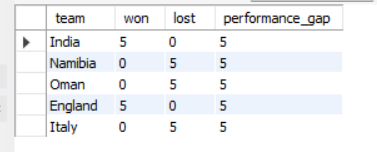 team won lost performance_gap
India 5 0 5
Namibia 0 5 5
Oman 0 5 5
England 5 0 5
Italy 0 5 5